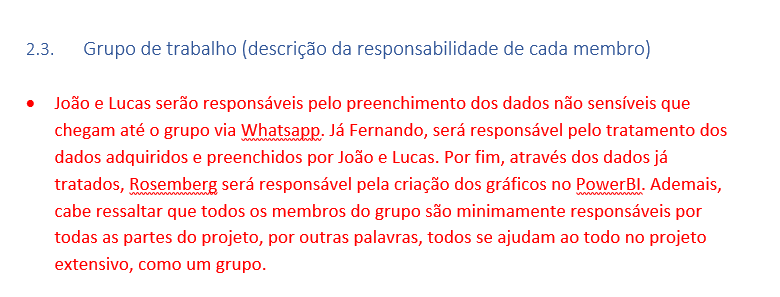 2.3. Grupo de trabalho (descrição da responsabilidade de cada membro)
• João e Lucas serão responsáveis pelo preenchimento dos dados não sensíveis que
chegam até o grupo via Whatsapp. Já Fernando, será responsável pelo tratamento dos
dados adquiridos e preenchidos por João e Lucas. Por fim, através dos dados já
tratados, Rosemberg será responsável pela criação dos gráficos no PowerBI. Ademais,
cabe ressaltar que todos os membros do grupo são minimamente responsáveis por
todas as partes do projeto, por outras palavras, todos se ajudam ao todo no projeto
extensivo, como um grupo.